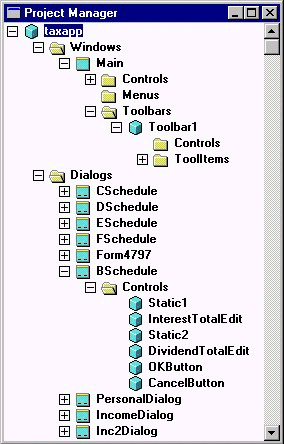 Project Manager
taxapp
Windows
Main
Controls
Menus
Toolbars
Toolbar1
Controls
ToolItems
Dialogs
CSchedule
DSchedule
ESchedule
FSchedule
Form4797
BSchedule
Controls
Static1
InterestTotalEdit
Static2
DividendTotalEdit
OKButton
CancelButton
PersonalDialog
IncomeDialog
Inc2Dialog